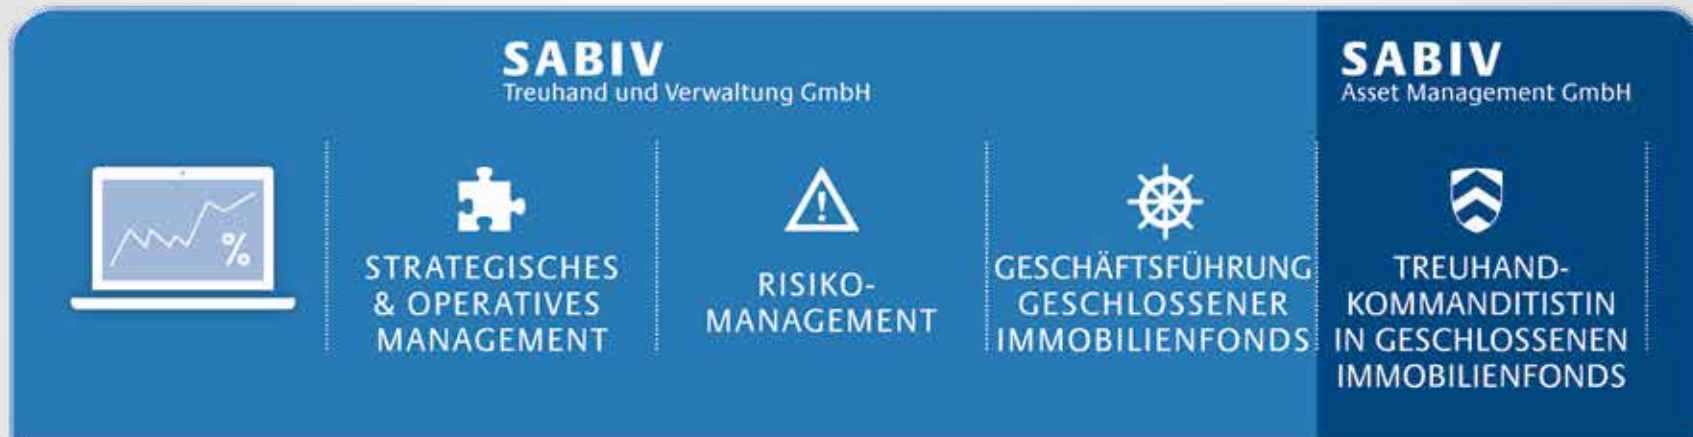 SABIV
Treuhand und Verwaltung GmbH
SABIV
Asset Management GmbH
%
STRATEGISCHES
& OPERATIVES
MANAGEMENT
!
RISIKO-
MANAGEMENT
GESCHÄFTSFÜHRUNG
GESCHLOSSENER
IMMOBILIENFONDS
TREUHAND-
KOMMANDITISTIN
IN GESCHLOSSENEN
IMMOBILIENFONDS